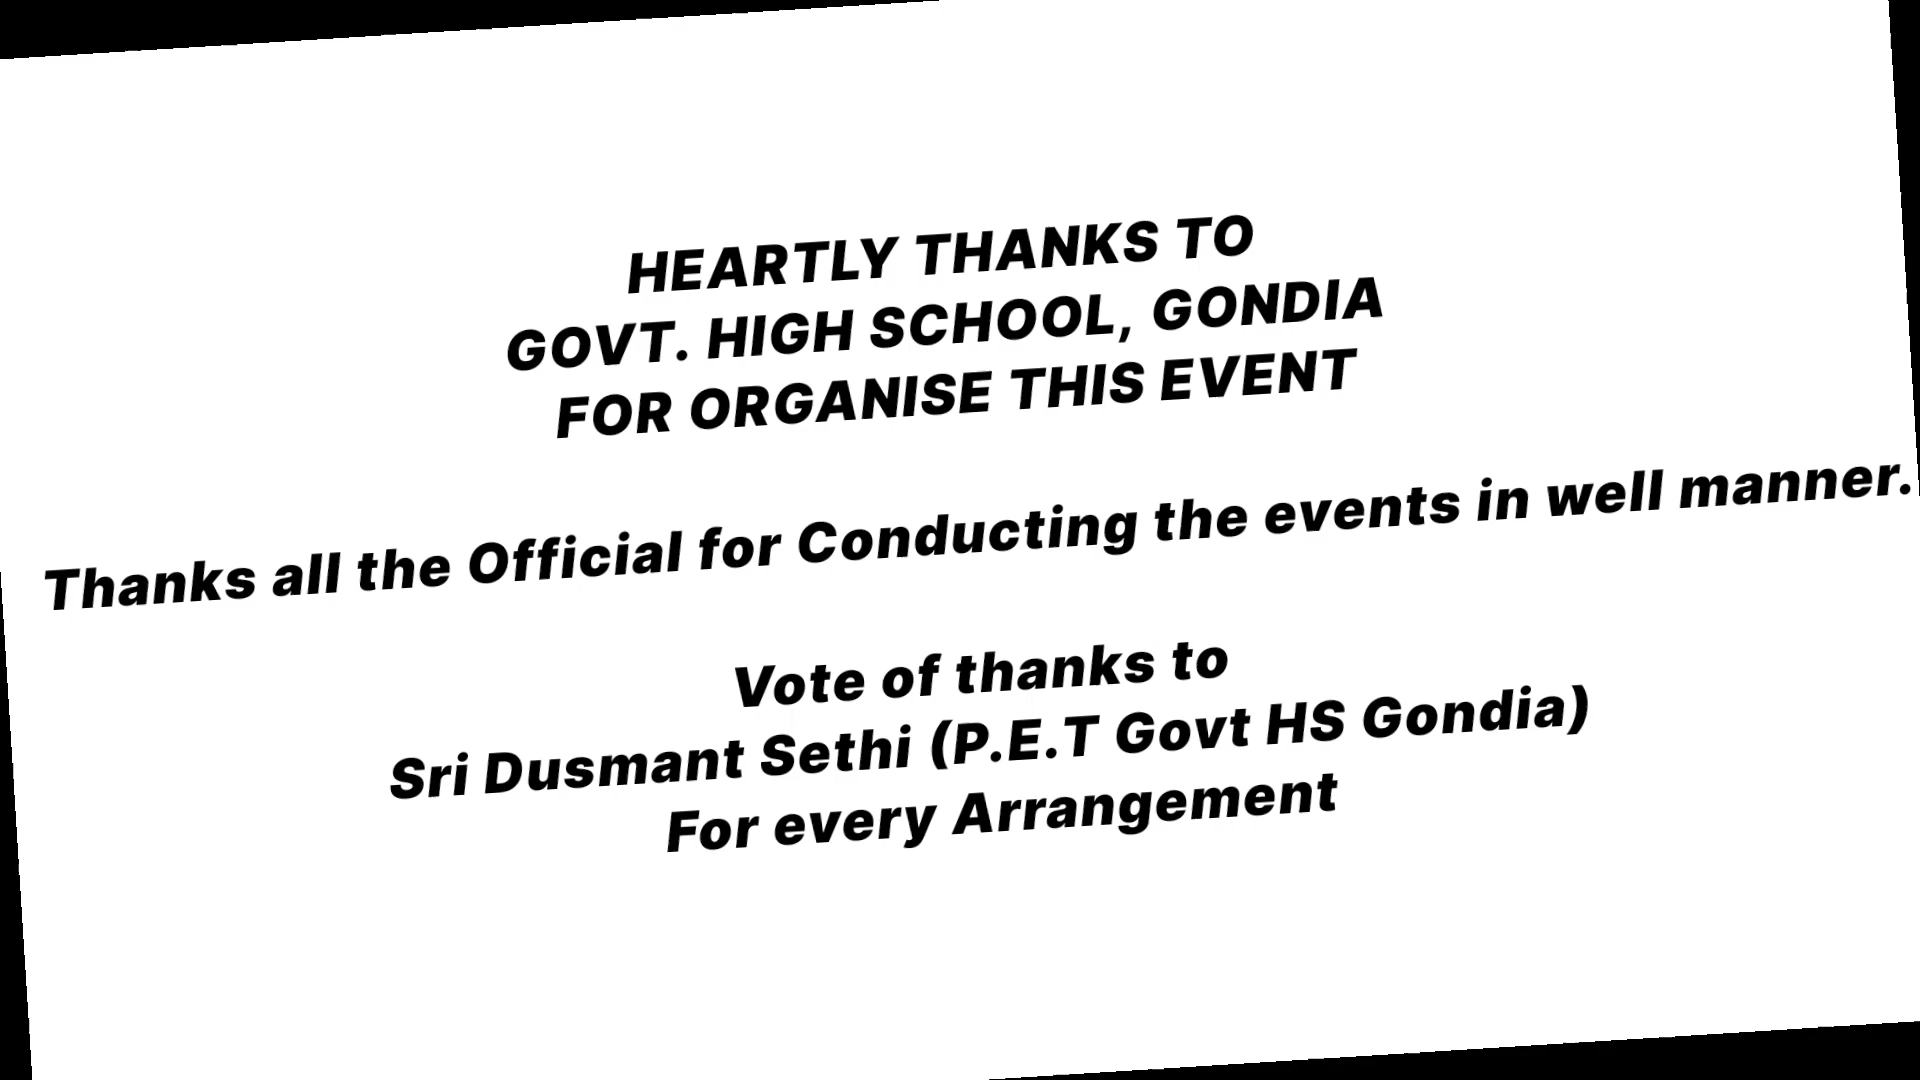 HEARTLY THANKS TO
GOVT. HIGH SCHOOL, GONDIA
FOR ORGANISE THIS EVENT
Thanks all the Official for Conducting the events in well manner.
Vote of thanks to
Sri Dusmant Sethi (P.E.T Govt HS Gondia)
For every Arrangement